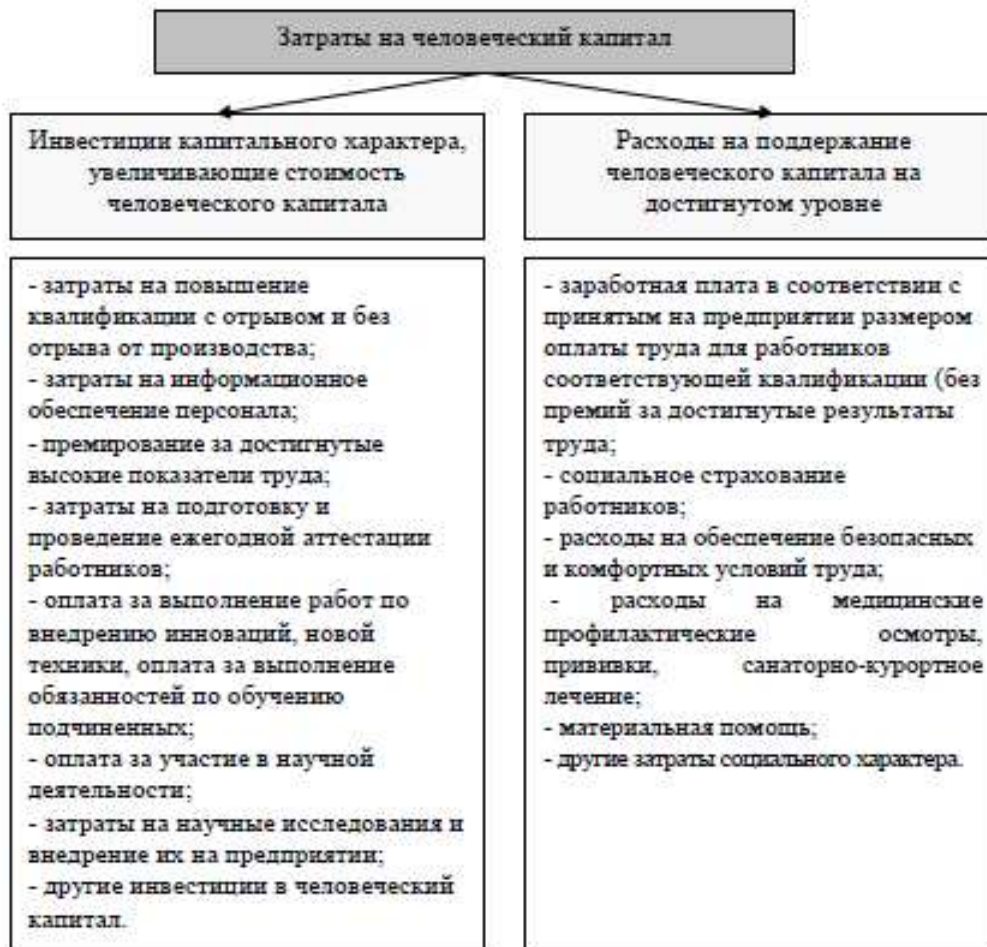 Затраты на человеческий капитал
Инвестиции капитального характера,
увеличивающие стоимость
человеческого капитала
- затраты на повышение
квалификации с отрывом и без
отрыва от производства;
- затраты на информационное
обеспечение персонала;
- премирование за достигнутые
высокие показатели труда;
- затраты на подготовку и
проведение ежегодной аттестации
работников;
- оплата за выполнение работ по
внедрению инноваций, новой
техники, оплата за выполнение
обязанностей по обучению
подчиненных;
- оплата за участие в научной
деятельности;
- затраты на научные исследования и
внедрение их на предприятии;
- другие инвестиции в человеческий
капитал.
Расходы на поддержание
человеческого капитала на
достигнутом уровне
- заработная плата в соответствии с
принятым на предприятии размером
оплаты труда для работников
соответствующей квалификации (без
премий за достигнутые результаты
труда;
- социальное страхование
работников;
- расходы на обеспечение безопасных
и комфортных условий труда;
- расходы на медицинские
профилактические осмотры,
прививки, санаторно-курортное
лечение;
- материальная помощь;
- другие затраты социального характера.